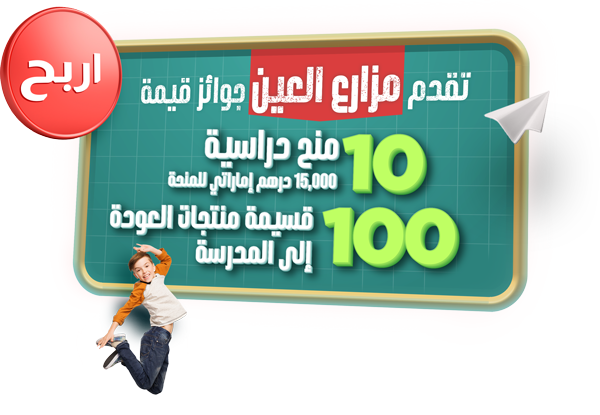 اربح
تقدم مزارع العين جوائز قيمة
10 منح دراسية
15,000 درهم إماراتي للمنحة
100 قسيمة منتجات العودة
إلى المدرسة